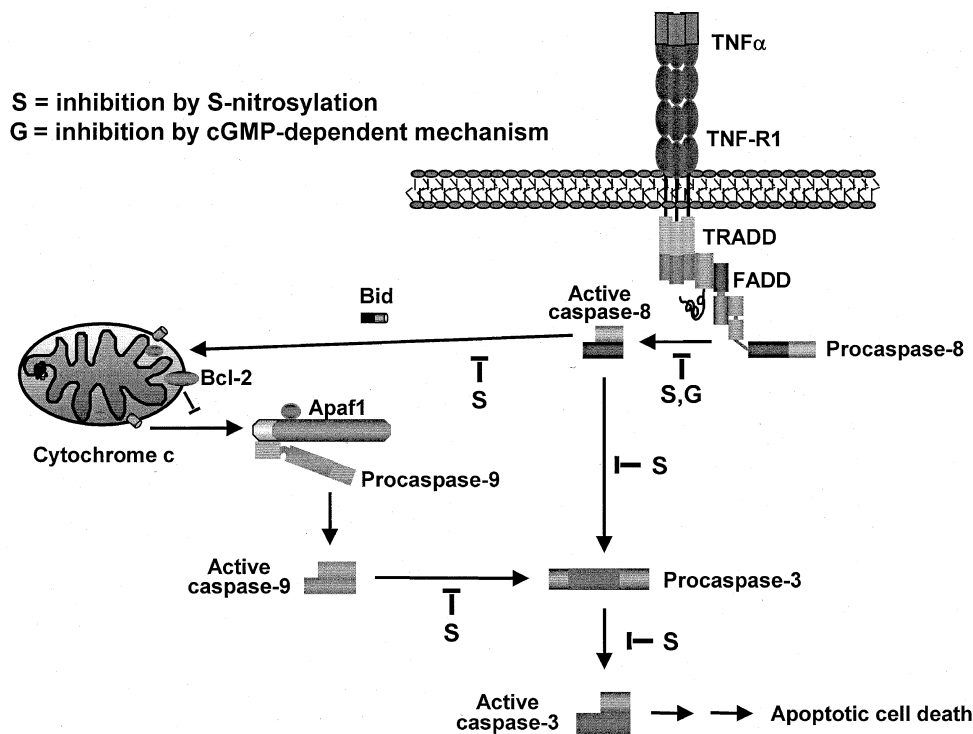 TNFα
S = inhibition by S-nitrosylation
G = inhibition by cGMP-dependent mechanism
TNF-R1
TRADD
FADD
Bid
Active
caspase-8
Procaspase-8
Bcl-2
S
S,G
Apaf1
Cytochrome c
S
Procaspase-9
Active
caspase-9
Procaspase-3
S
S
Active
caspase-3
Apoptotic cell death